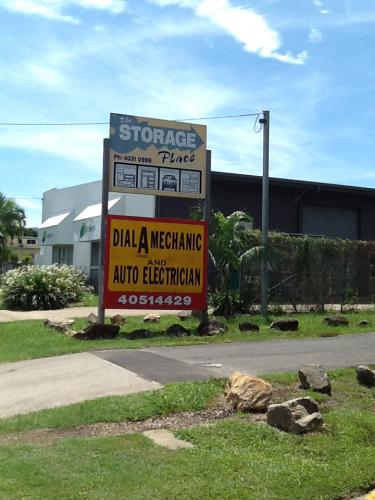 The
STORAGE
Place
PH: 4031 0999
DIAL A MECHANIC
AND
AUTO ELECTRICIAN
40514429